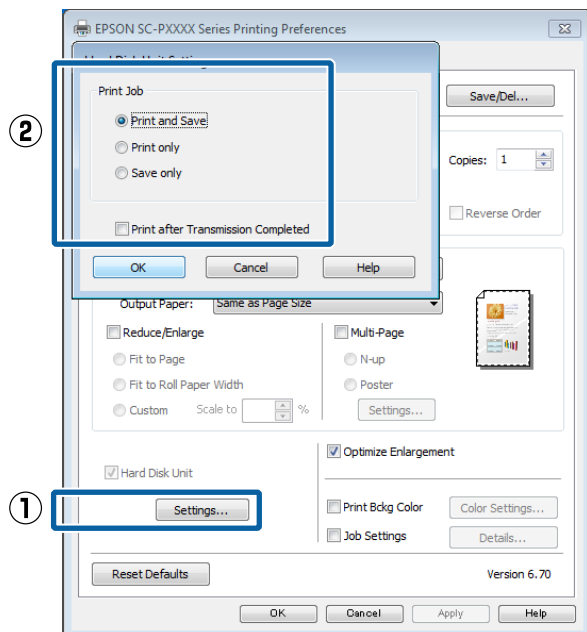 EPSON SC-PXXXX Series Printing Preferences
②
Print Job
Print and Save
Print only
Save only
Print after Transmission Completed
OK Cancel Help
Save/Del...
Copies: 1
Reverse Order
Output Paper: Same as Page Size
Reduce/Enlarge
Fit to Page
Fit to Roll Paper Width
Custom Scale to %
Multi-Page
N-up
Poster
Settings...
Optimize Enlargement
Hard Disk Unit
①
Settings...
Print Bckg Color Color Settings...
Job Settings Details...
Reset Defaults Version 6.70
OK Cancel Apply Help